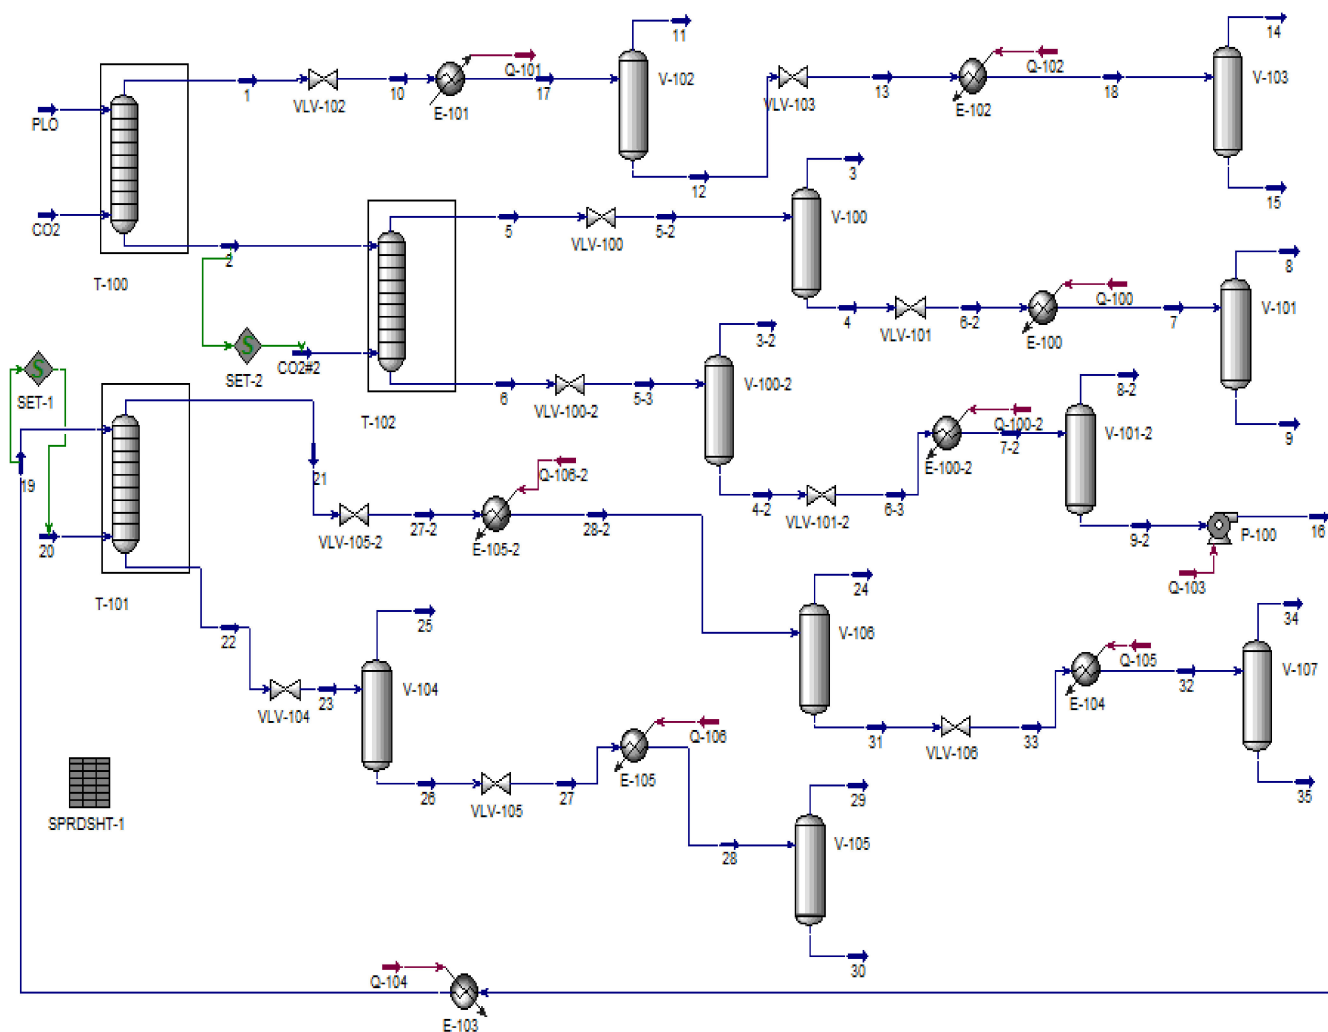 11
14
Q-101
Q-102
V-102
V-103
1
10
17
13
18
VLV-102
VLV-103
E-101
E-102
PLO
12
3
15
CO2
5
5-2
V-100
2
VLV-100
8
T-100
Q-100
V-101
4
6-2
7
VLV-101
3-2
E-100
SET-2
CO2#2
V-100-2
8-2
SET-1
6
5-3
T-102
VLV-100-2
Q-100-2
V-101-2
9
7-2
E-100-2
21
Q-106-2
19
4-2
6-3
VLV-101-2
27-2
28-2
16
20
VLV-105-2
E-105-2
9-2
P-100
Q-103
24
T-101
25
34
22
V-106
Q-105
V-107
23
V-104
32
VLV-104
E-104
31
33
Q-106
VLV-106
E-105
26
27
29
35
VLV-105
SPRDSHT-1
V-105
28
30
Q-104
E-103